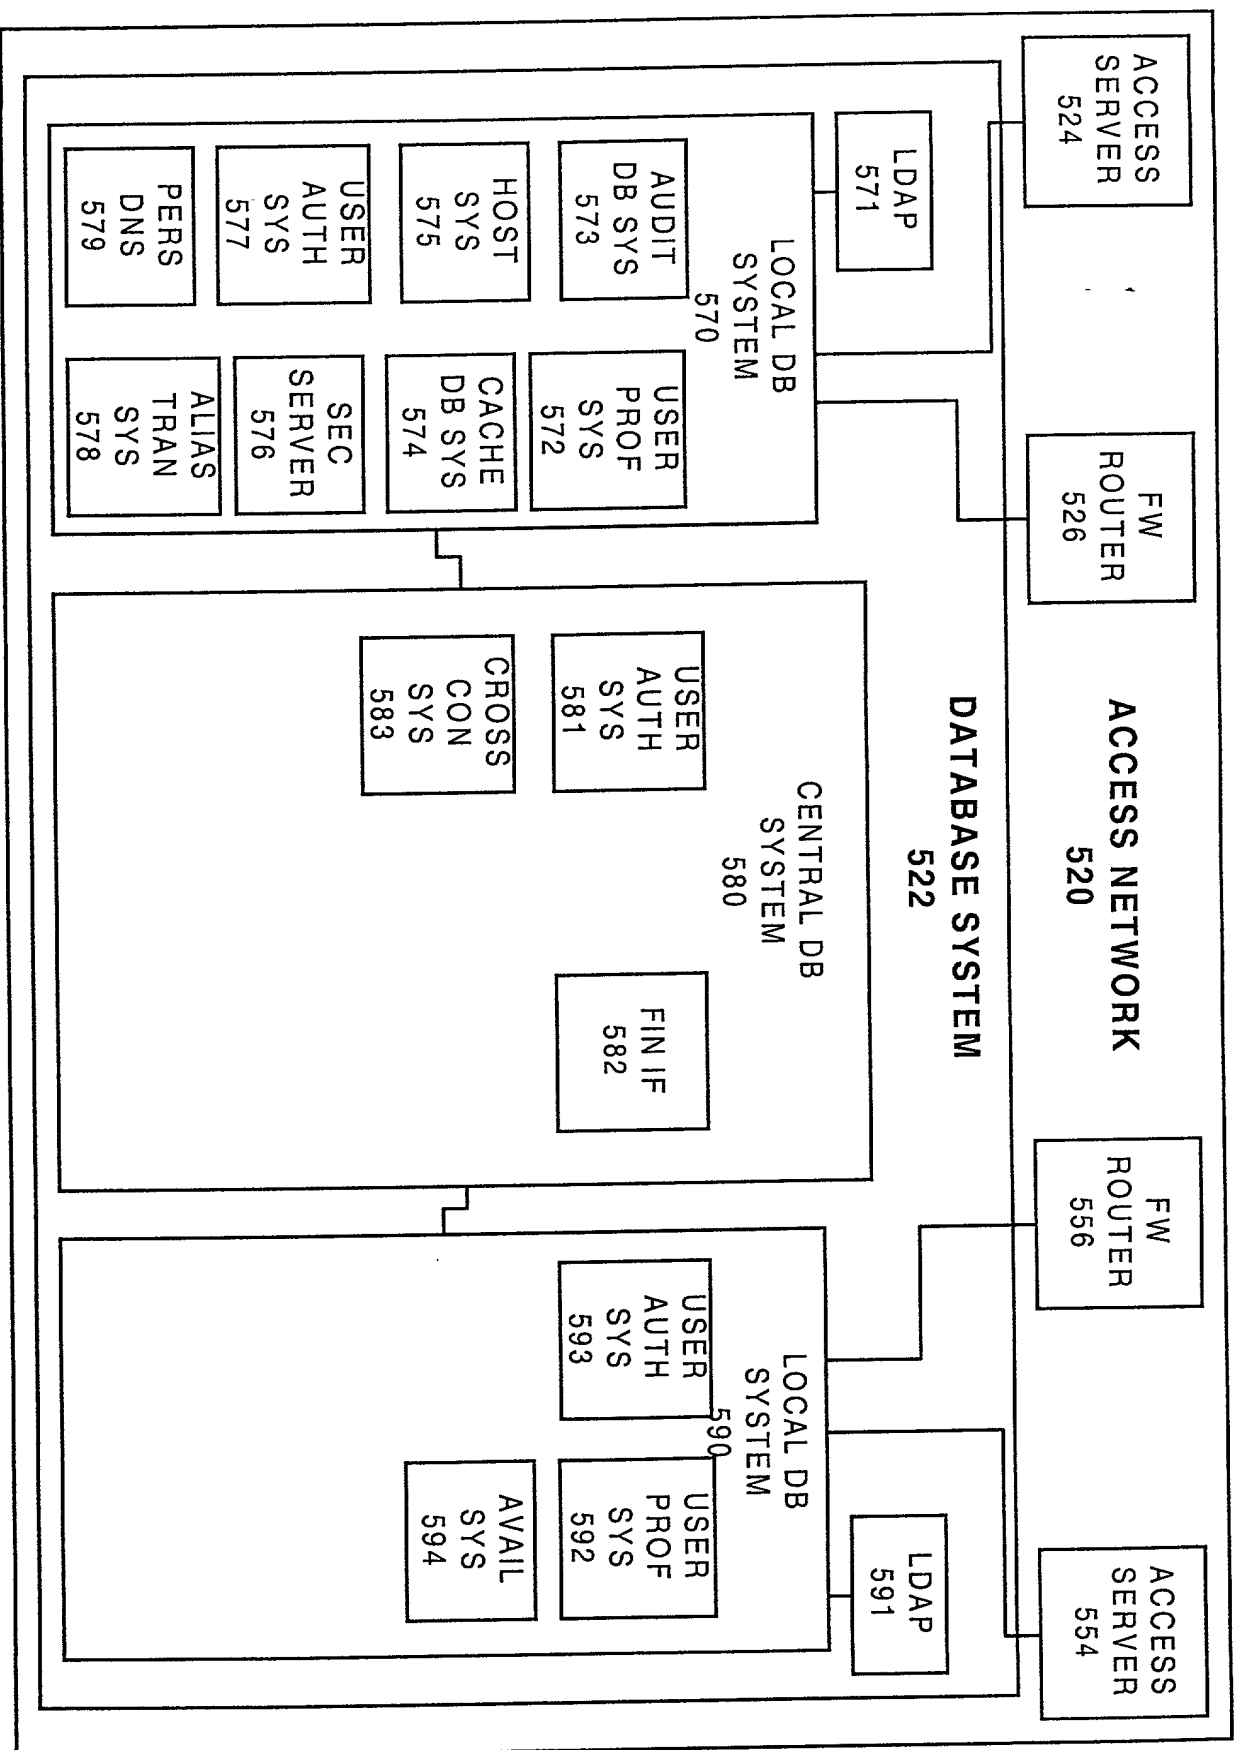 ACCESS
SERVER
524
FW
ROUTER
526
ACCESS NETWORK
520
FW
ROUTER
556
ACCESS
SERVER
554
DATABASE SYSTEM
522
LDAP
571
LOCAL DB
SYSTEM
570
AUDIT
DB SYS
573
USER
PROF
SYS
572
HOST
SYS
575
CACHE
DB SYS
574
USER
AUTH
SYS
577
SEC
SERVER
576
PERS
DNS
579
ALIAS
TRAN
SYS
578
CENTRAL DB
SYSTEM
580
USER
AUTH
SYS
581
FIN IF
582
CROSS
CON
SYS
583
LDAP
591
LOCAL DB
SYSTEM
590
USER
AUTH
SYS
593
USER
PROF
SYS
592
AVAIL
SYS
594